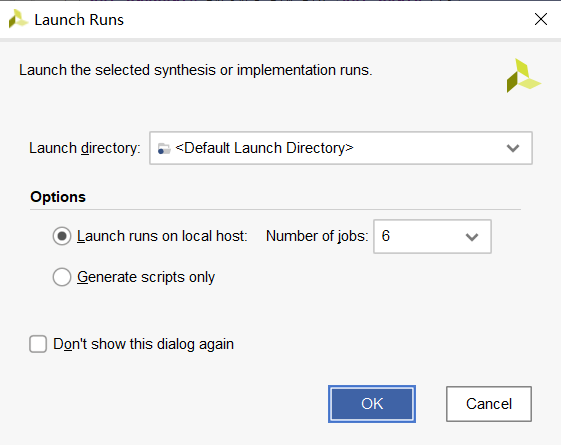 Launch Runs
Launch the selected synthesis or implementation runs.
Launch directory: <Default Launch Directory>
Options
Launch runs on local host: Number of jobs: 6
Generate scripts only
Don't show this dialog again
OK Cancel